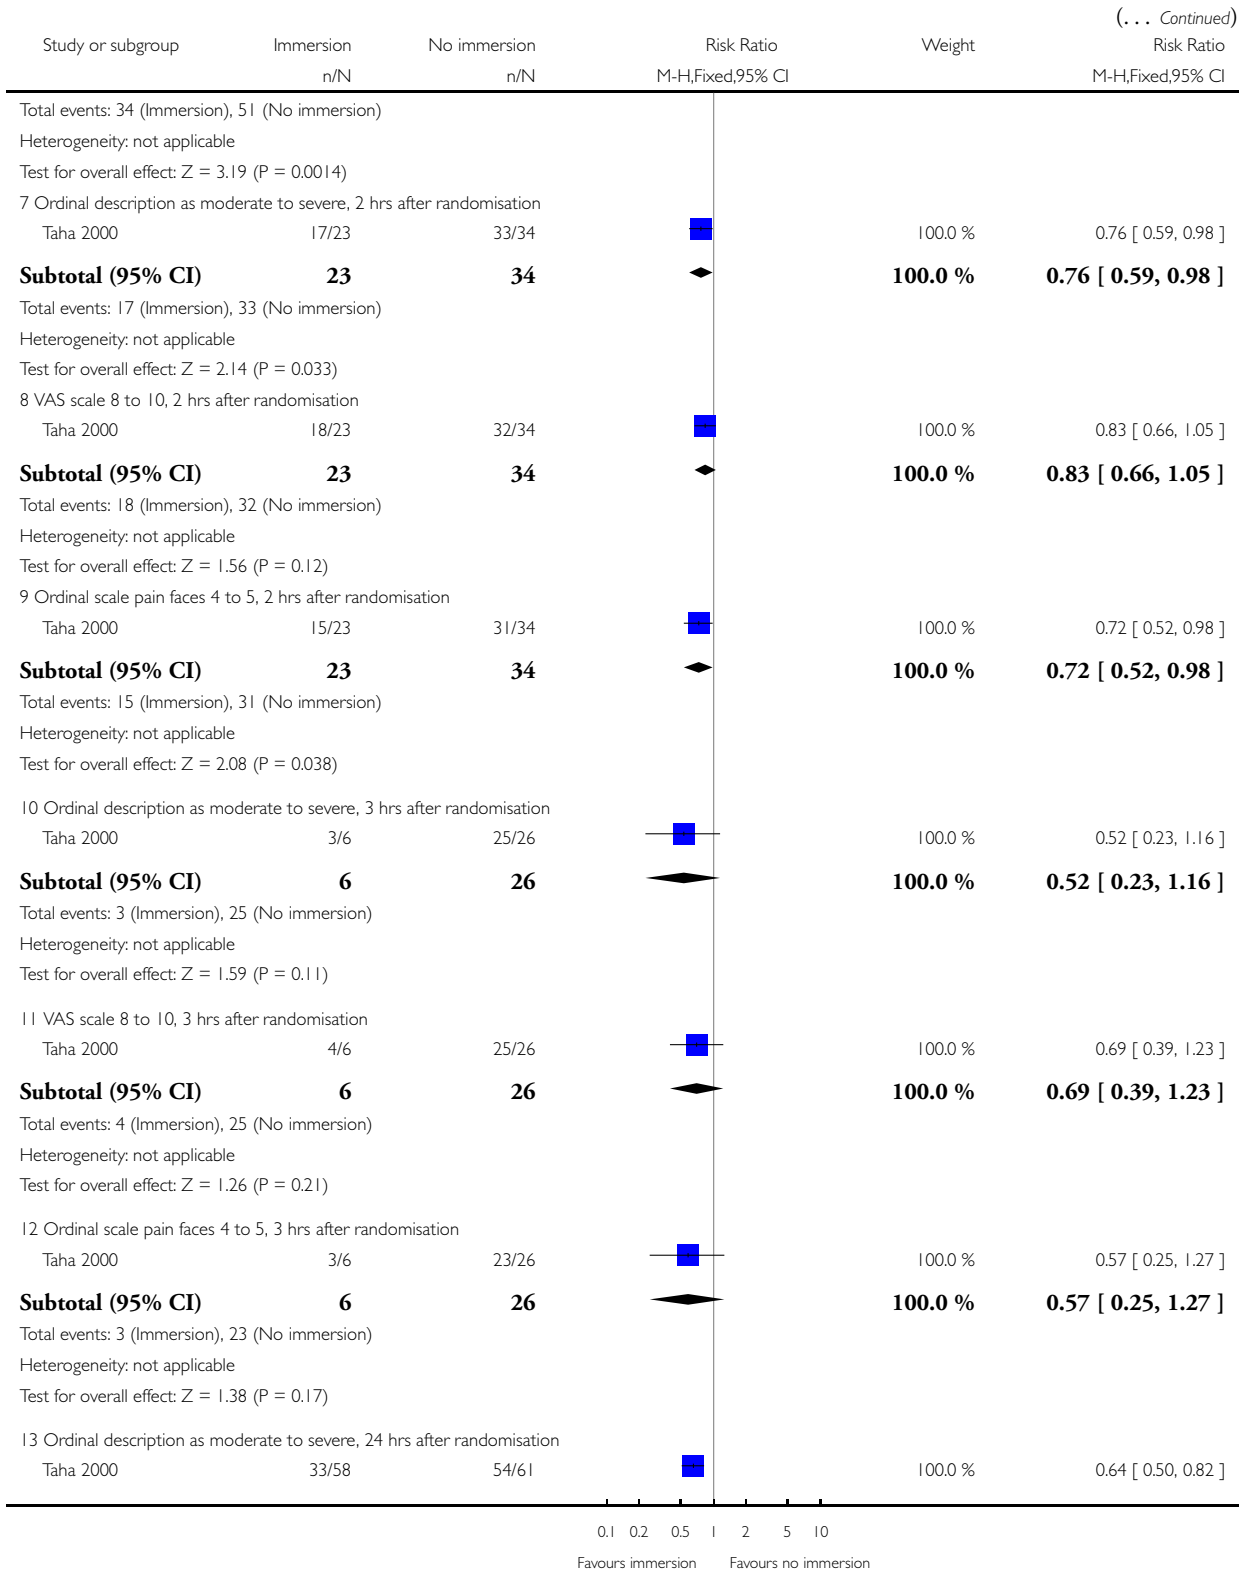 (... Continued)
Study or subgroup Immersion No immersion Risk Ratio Weight Risk Ratio
n/N n/N M-H,Fixed,95% CI M-H,Fixed,95% CI
Total events: 34 (Immersion), 51 (No immersion)
Heterogeneity: not applicable
Test for overall effect: Z = 3.19 (P = 0.0014)
7 Ordinal description as moderate to severe, 2 hrs after randomisation
Taha 2000 17/23 33/34 100.0 % 0.76 [ 0.59, 0.98 ]
Subtotal (95% CI) 23 34 100.0 % 0.76 [ 0.59, 0.98 ]
Total events: 17 (Immersion), 33 (No immersion)
Heterogeneity: not applicable
Test for overall effect: Z = 2.14 (P = 0.033)
8 VAS scale 8 to 10, 2 hrs after randomisation
Taha 2000 18/23 32/34 100.0 % 0.83 [ 0.66, 1.05 ]
Subtotal (95% CI) 23 34 100.0 % 0.83 [ 0.66, 1.05 ]
Total events: 18 (Immersion), 32 (No immersion)
Heterogeneity: not applicable
Test for overall effect: Z = 1.56 (P = 0.12)
9 Ordinal scale pain faces 4 to 5, 2 hrs after randomisation
Taha 2000 15/23 31/34 100.0 % 0.72 [ 0.52, 0.98 ]
Subtotal (95% CI) 23 34 100.0 % 0.72 [ 0.52, 0.98 ]
Total events: 15 (Immersion), 31 (No immersion)
Heterogeneity: not applicable
Test for overall effect: Z = 2.08 (P = 0.038)
10 Ordinal description as moderate to severe, 3 hrs after randomisation
Taha 2000 3/6 25/26 100.0 % 0.52 [ 0.23, 1.16 ]
Subtotal (95% CI) 6 26 100.0 % 0.52 [ 0.23, 1.16 ]
Total events: 3 (Immersion), 25 (No immersion)
Heterogeneity: not applicable
Test for overall effect: Z = 1.59 (P = 0.11)
11 VAS scale 8 to 10, 3 hrs after randomisation
Taha 2000 4/6 25/26 100.0 % 0.69 [ 0.39, 1.23 ]
Subtotal (95% CI) 6 26 100.0 % 0.69 [ 0.39, 1.23 ]
Total events: 4 (Immersion), 25 (No immersion)
Heterogeneity: not applicable
Test for overall effect: Z = 1.26 (P = 0.21)
12 Ordinal scale pain faces 4 to 5, 3 hrs after randomisation
Taha 2000 3/6 23/26 100.0 % 0.57 [ 0.25, 1.27 ]
Subtotal (95% CI) 6 26 100.0 % 0.57 [ 0.25, 1.27 ]
Total events: 3 (Immersion), 23 (No immersion)
Heterogeneity: not applicable
Test for overall effect: Z = 1.38 (P = 0.17)
13 Ordinal description as moderate to severe, 24 hrs after randomisation
Taha 2000 33/58 54/61 100.0 % 0.64 [ 0.50, 0.82 ]
0.1 0.2 0.5 1 2 5 10
Favours immersion Favours no immersion